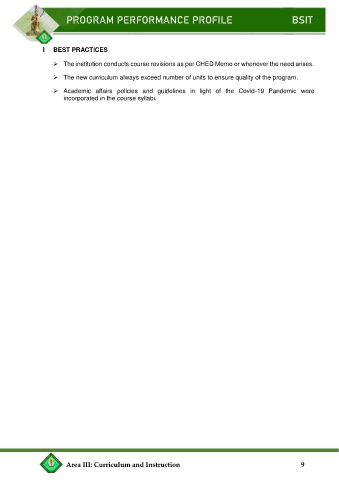 PROGRAM PERFORMANCE PROFILE BSIT
I BEST PRACTICES
➢ The institution conducts course revisions as per CHED Memo or whenever the need arises.
➢ The new curriculum always exceed number of units to ensure quality of the program.
➢ Academic affairs policies and guidelines in light of the Covid-19 Pandemic were
incorporated in the course syllabi.
Area III: Curriculum and Instruction 9